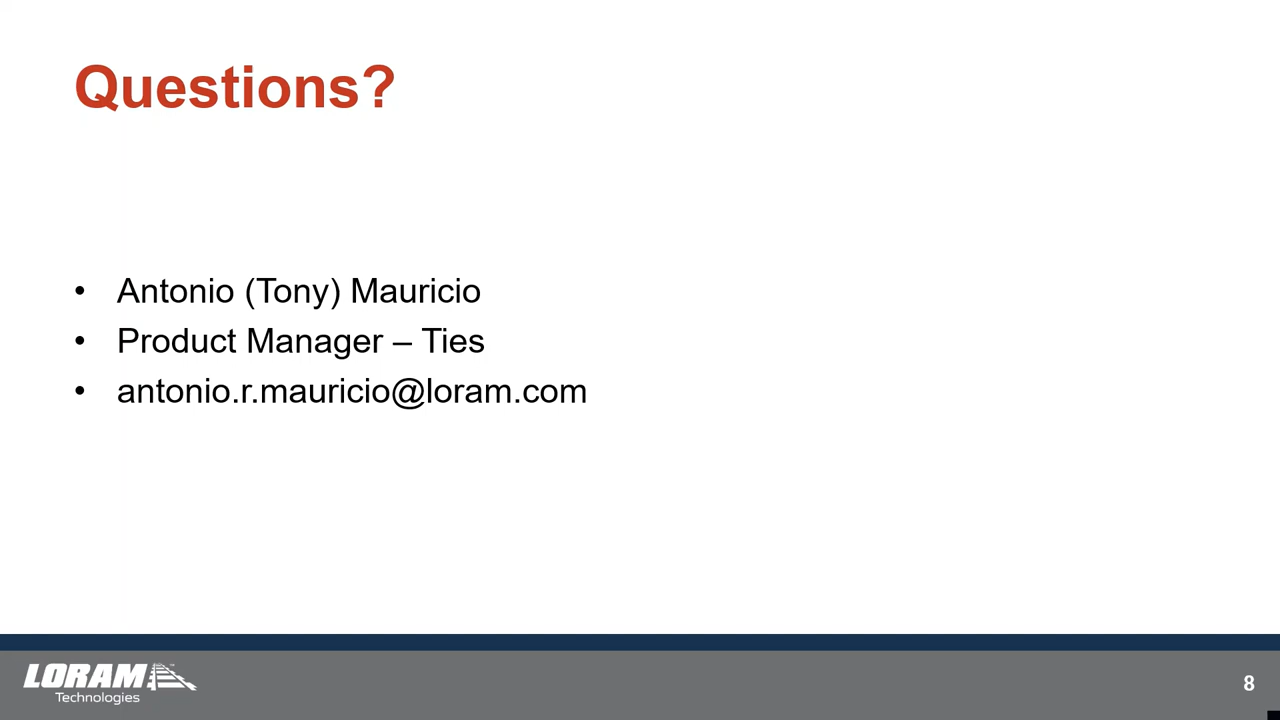 Questions?
• Antonio (Tony) Mauricio
• Product Manager – Ties
• antonio.r.mauricio@loram.com
LORAM
Technologies
8